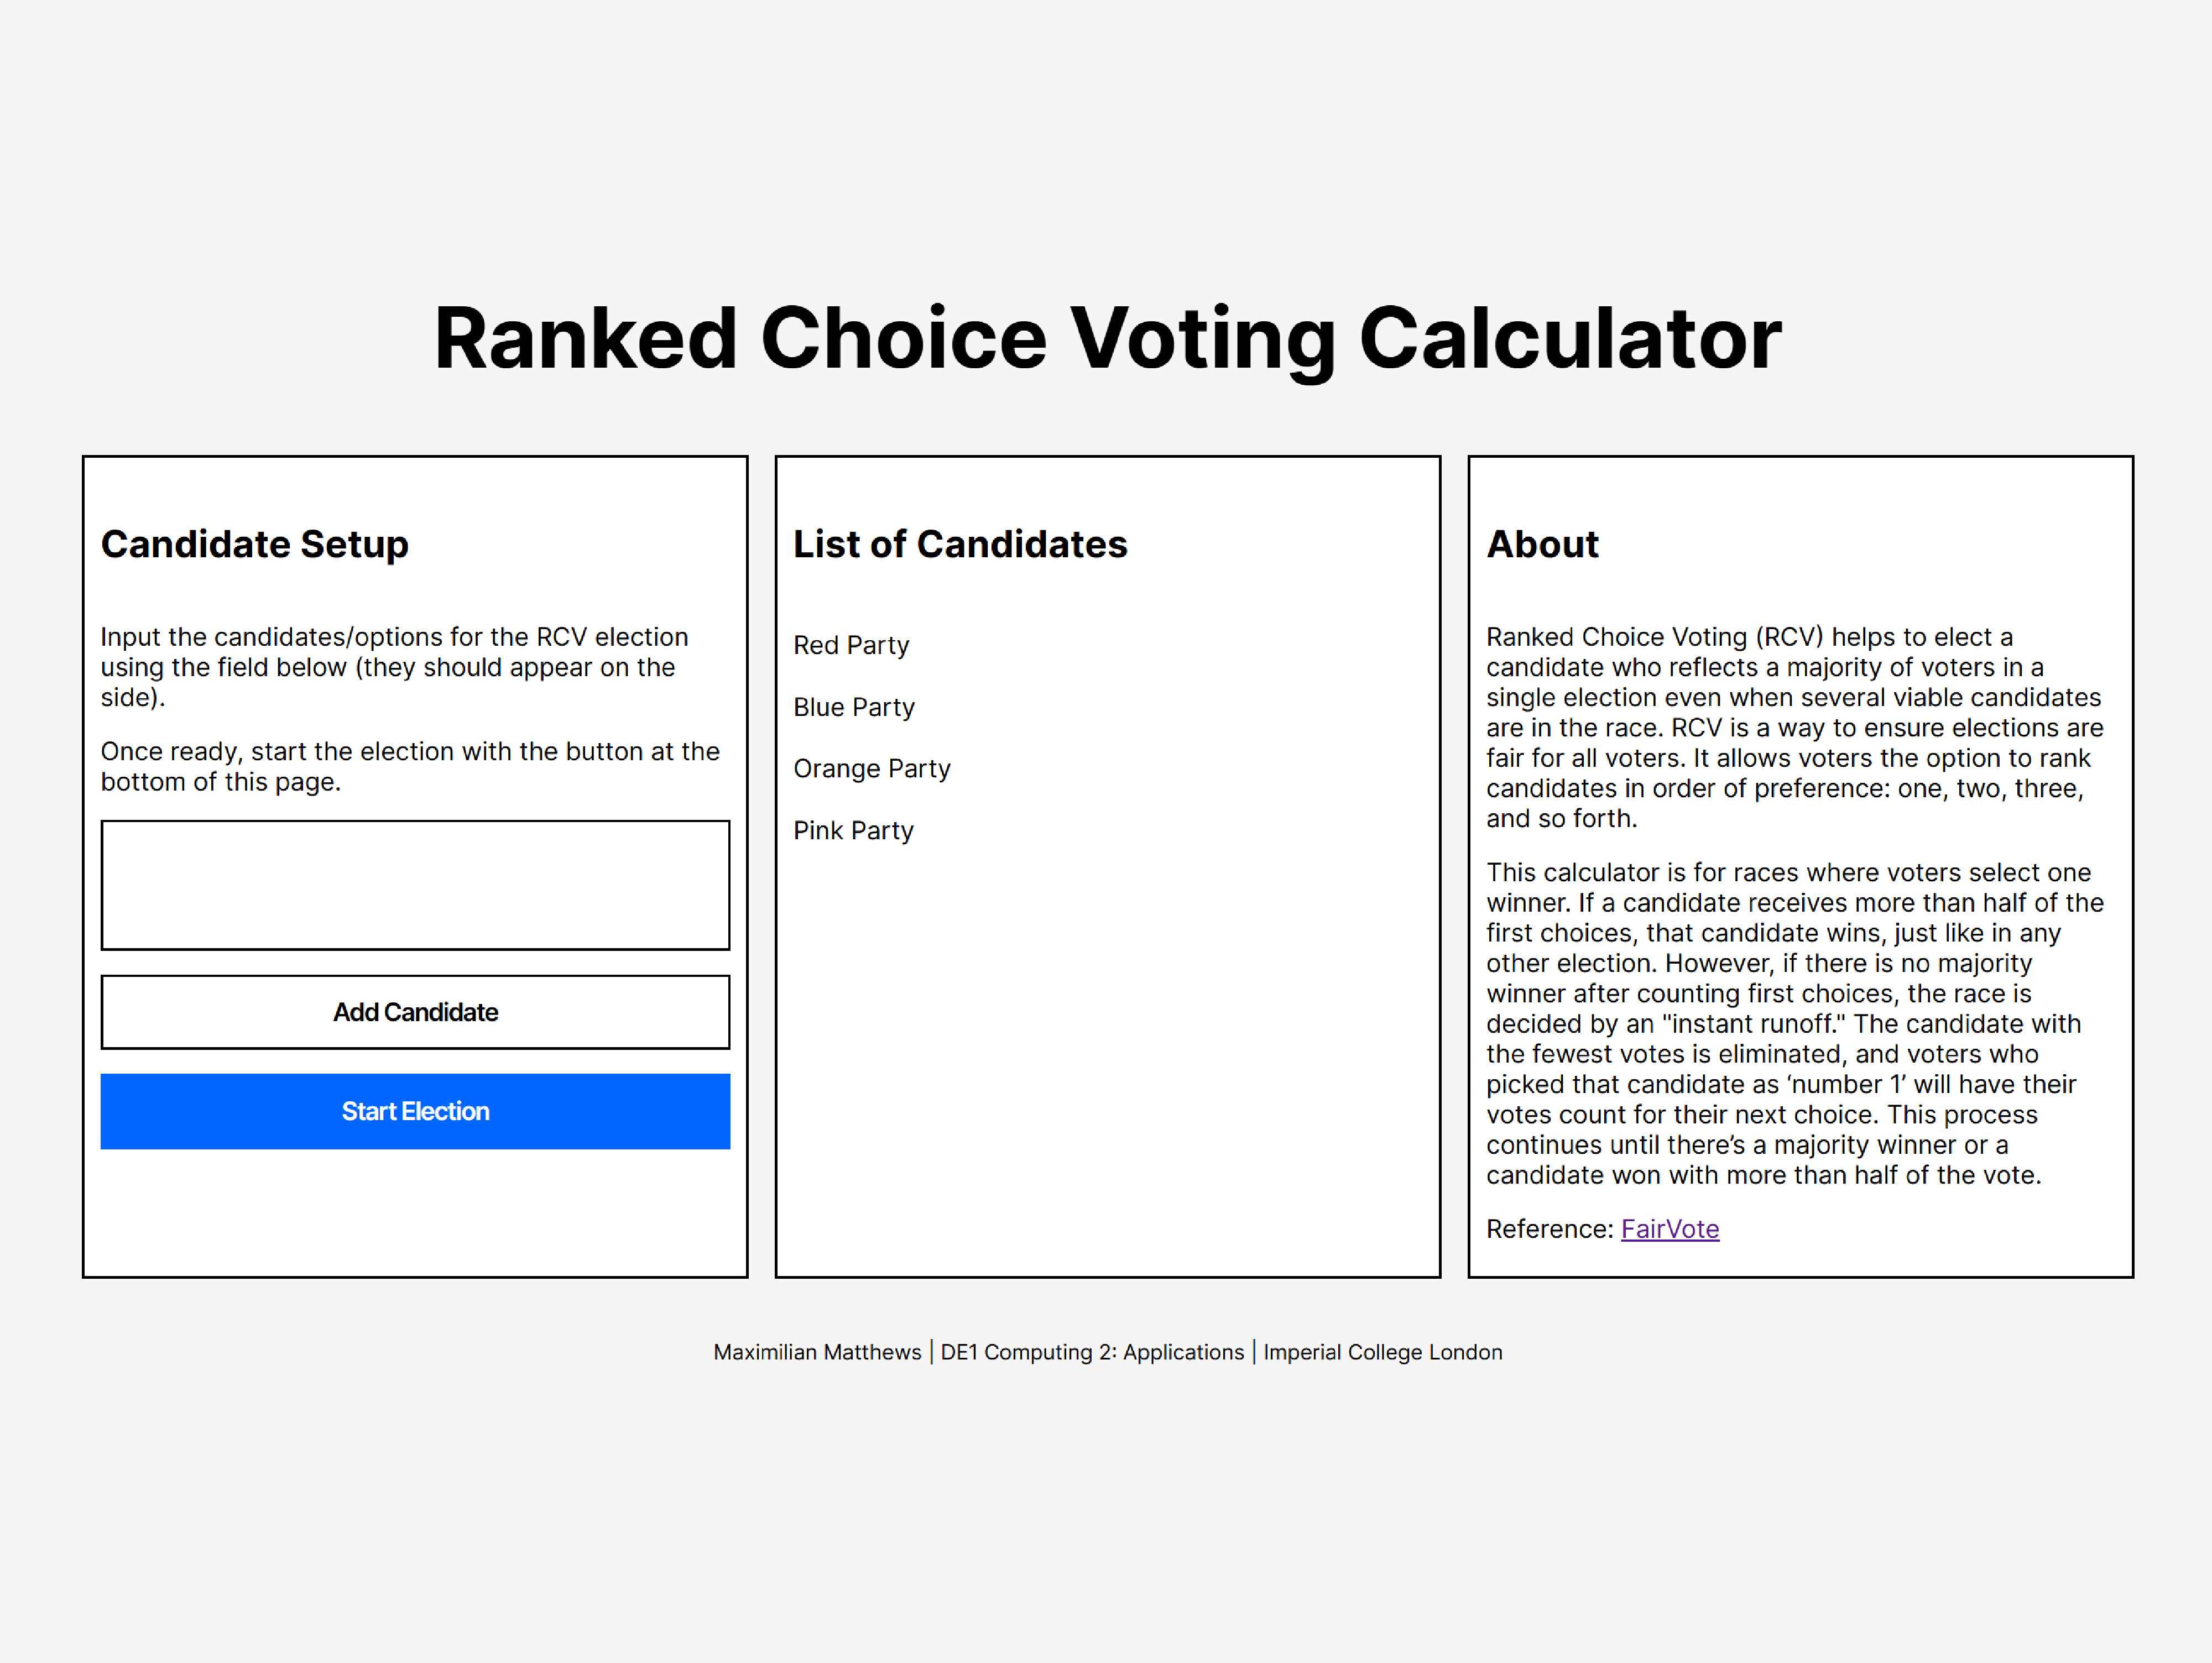 Ranked Choice Voting Calculator
Candidate Setup
Input the candidates/options for the RCV election
using the field below (they should appear on the
side).
Once ready, start the election with the button at the
bottom of this page.
Add Candidate
Start Election
List of Candidates
Red Party
Blue Party
Orange Party
Pink Party
About
Ranked Choice Voting (RCV) helps to elect a
candidate who reflects a majority of voters in a
single election even when several viable candidates
are in the race. RCV is a way to ensure elections are
fair for all voters. It allows voters the option to rank
candidates in order of preference: one, two, three,
and so forth.
This calculator is for races where voters select one
winner. If a candidate receives more than half of the
first choices, that candidate wins, just like in any
other election. However, if there is no majority
winner after counting first choices, the race is
decided by an "instant runoff." The candidate with
the fewest votes is eliminated, and voters who
picked that candidate as ‘number 1’ will have their
votes count for their next choice. This process
continues until there’s a majority winner or a
candidate won with more than half of the vote.
Reference: FairVote
Maximilian Matthews | DE1 Computing 2: Applications | Imperial College London